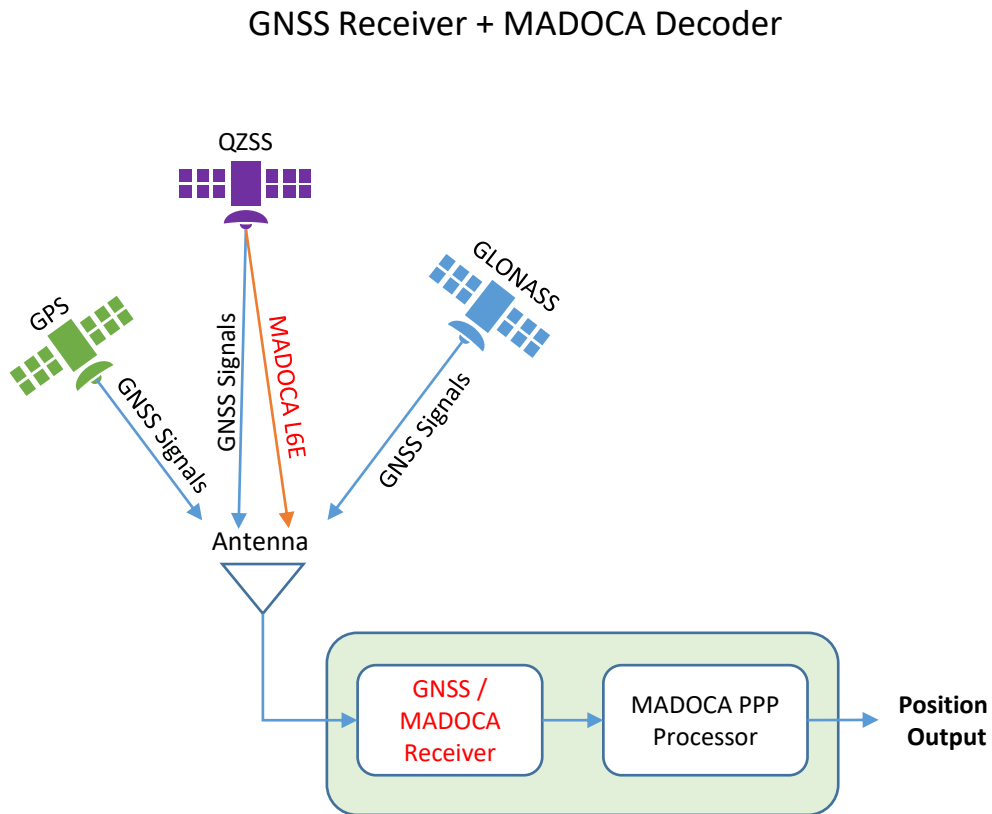 GNSS Receiver + MADOCA Decoder
QZSS
GLONASS
GPS
GNSS Signals
GNSS Signals
MADOCA L6E
GNSS Signals
Antenna
GNSS /
MADOCA
Receiver
MADOCA PPP
Processor
Position
Output